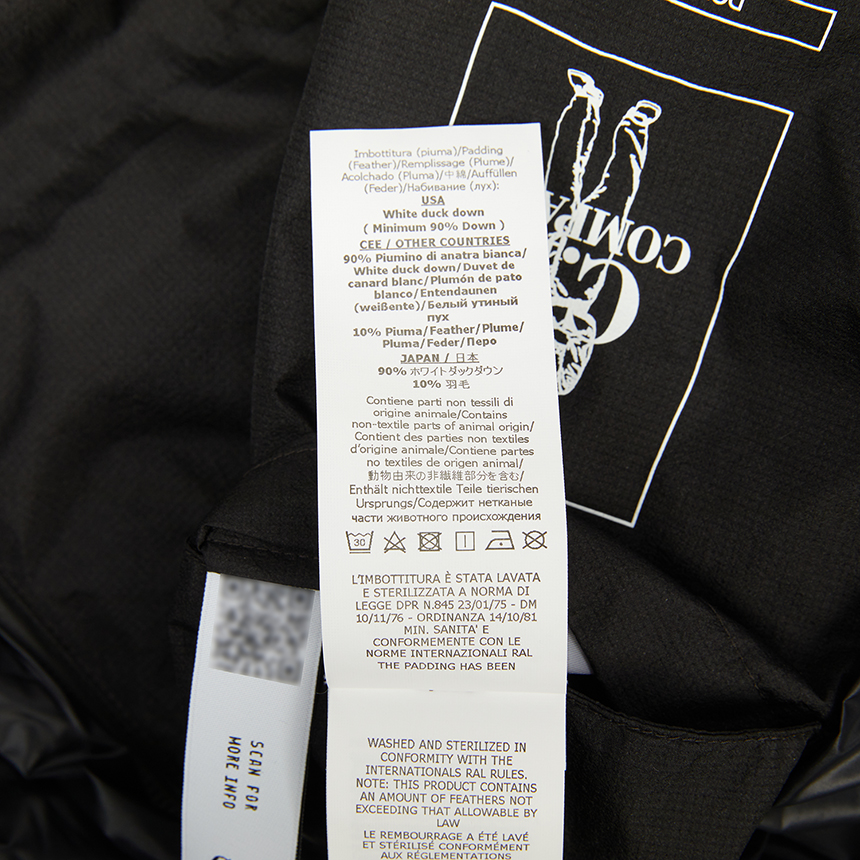 Imbottitura (piuma)/Padding
(Feather)/Remplissage (Plume)/
Acolchado (Pluma)/中綿/Auffüllen
(Feder)/Набивание (лух):
USA
White duck down
( Minimum 90% Down )
CEE / OTHER COUNTRIES
90% Piumino di anatra bianca/
White duck down/Duvet de
canard blanc/Plumón de pato
blanco/Entendaunen
(weißente)/Белый утиный
пух
10% Piuma/Feather/Plume/
Pluma/Feder/Перо
JAPAN / 日本
90% ホワイトダックダウン
10% 羽毛
Contiene parti non tessili di
origine animale/Contains
non-textile parts of animal origin/
Contient des parties non textiles
d'origine animale/Contiene partes
no textiles de origen animal/
動物由来の非繊維部分を含む/
Enthält nichttextile Teile tierischen
Ursprungs/Содержит нетканые
части животного происхождения
30
L'IMBOTTITURA È STATA LAVATA
E STERILIZZATA A NORMA DI
LEGGE DPR N.845 23/01/75 - DM
10/11/76 - ORDINANZA 14/10/81
MIN. SANITA' E
CONFORMEMENTE CON LE
NORME INTERNAZIONALI RAL
THE PADDING HAS BEEN
WASHED AND STERILIZED IN
CONFORMITY WITH THE
INTERNATIONALS RAL RULES.
NOTE: THIS PRODUCT CONTAINS
AN AMOUNT OF FEATHERS NOT
EXCEEDING THAT ALLOWABLE BY
LAW
LE REMBOURRAGE A ÉTÉ LAVÉ
ET STÉRILISÉ CONFORMÉMENT
AUX RÉGLEMENTATIONS
SCAN FOR
MORE INFO
C.P.
COMPA